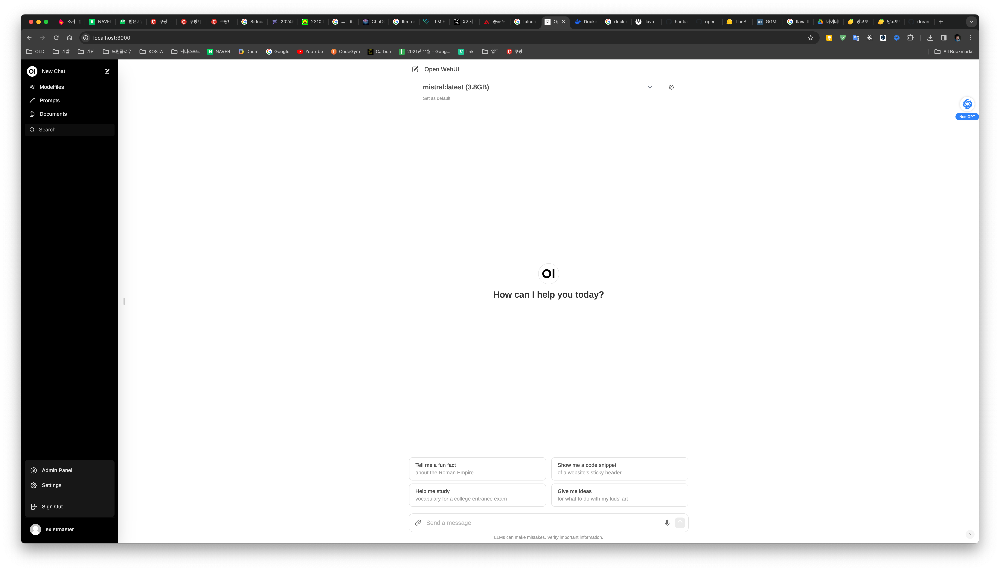 조커 |
NAVE
받은메
쿠팡! -
쿠팡! |
쿠팡! |
Sidec
2024
2310.
ㅡㅑㅌ
ChatG
llm tre
LLM E
X에서
중국 오
falcon
O
Docke
docke
llava
haotia
open-
TheBl
tds
GGML
llava l
데이터
망고보
망고보
dream
localhost:3000
OLD
개발
개인
드림플로우
KOSTA
닥터소프트
NAVER
Daum
Google
YouTube
CodeGym
Carbon
2021년 11월 - Goog...
link
업무
쿠팡
All Bookmarks
OI
New Chat
Modelfiles
Prompts
Documents
Search
Open WebUI
mistral:latest (3.8GB)
Set as default
NoteGPT
OI
How can I help you today?
Tell me a fun fact
about the Roman Empire
Show me a code snippet
of a website's sticky header
Help me study
vocabulary for a college entrance exam
Give me ideas
for what to do with my kids' art
Send a message
LLMs can make mistakes. Verify important information.
?
Admin Panel
Settings
Sign Out
existmaster